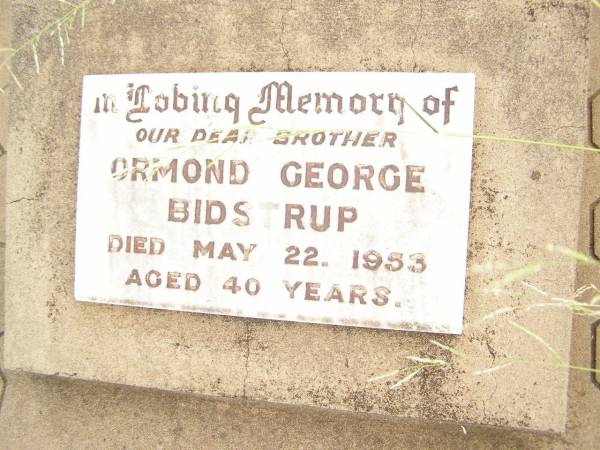 In Loving Memory of
OUR DEAR BROTHER
ORMOND GEORGE
BIDSTRUP
DIED MAY 22. 1953
AGED 40 YEARS.